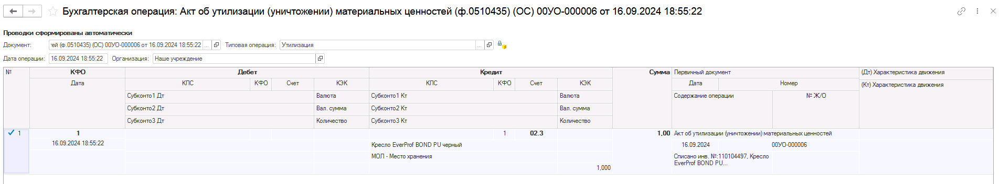 Бухгалтерская операция: Акт об утилизации (уничтожении) материальных ценностей (ф.0510435) (ОС) 00УО-000006 от 16.09.2024 18:55:22
Проводки сформированы автоматически
Документ: ей (ф.0510435) (ОС) 00УО-000006 от 16.09.2024 18:55:22 ... Типовая операция: Утилизация ...
Дата операции: 16.09.2024 18:55:22 Организация: Наше учреждение
№ КФО Дебет Кредит Сумма Первичный документ (Дт) Характеристика движения
Дата КПС КФО Счет КЭК КПС КФО Счет КЭК Дата Номер (Кт) Характеристика движения
Субконто1 Дт Валюта Субконто1 Кт Валюта Содержание операции № Ж/О
Субконто2 Дт Вал. сумма Субконто2 Кт Вал. сумма
Субконто3 Дт Количество Субконто3 Кт Количество
1 1 1 02.3 1,00 Акт об утилизации (уничтожении) материальных ценностей
16.09.2024 18:55:22 Кресло EverProf BOND PU черный 16.09.2024 00УО-000006
МОЛ - Место хранения Списано инв. №:110104497, Кресло
EverProf BOND PU...
1,000